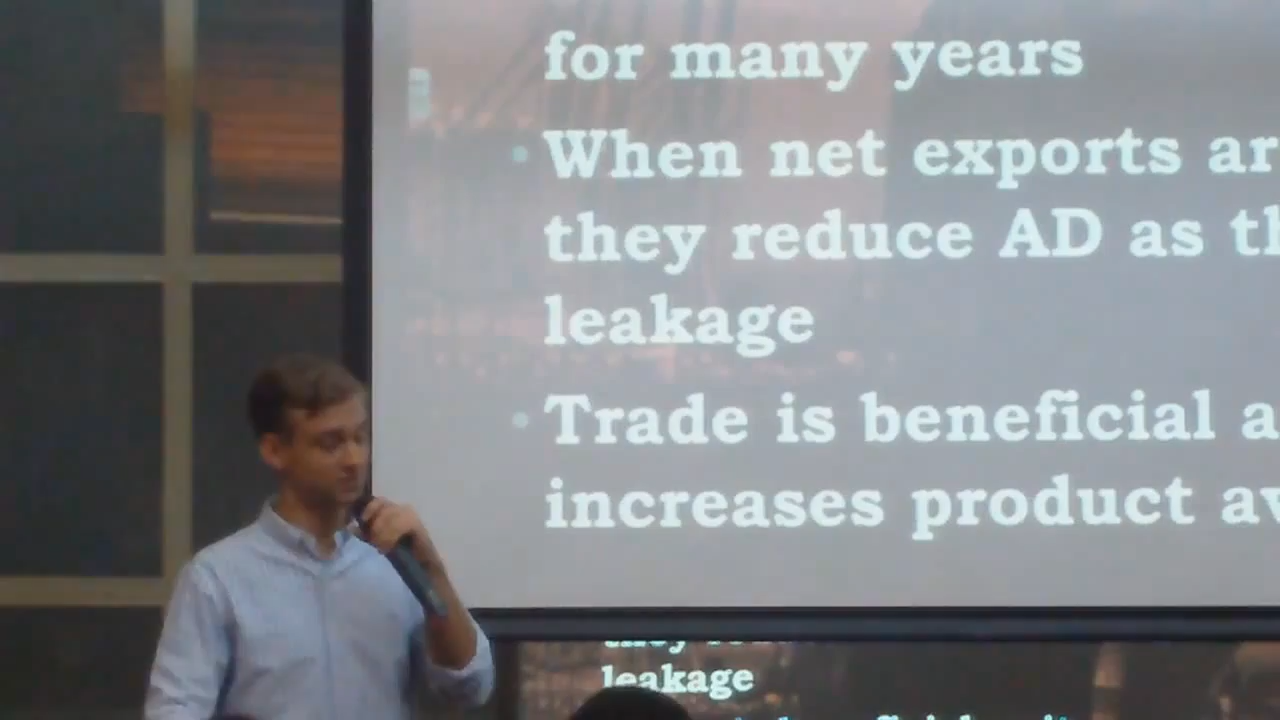 for many years
When net exports ar
they reduce AD as th
leakage
Trade is beneficial a
increases product av
leakage